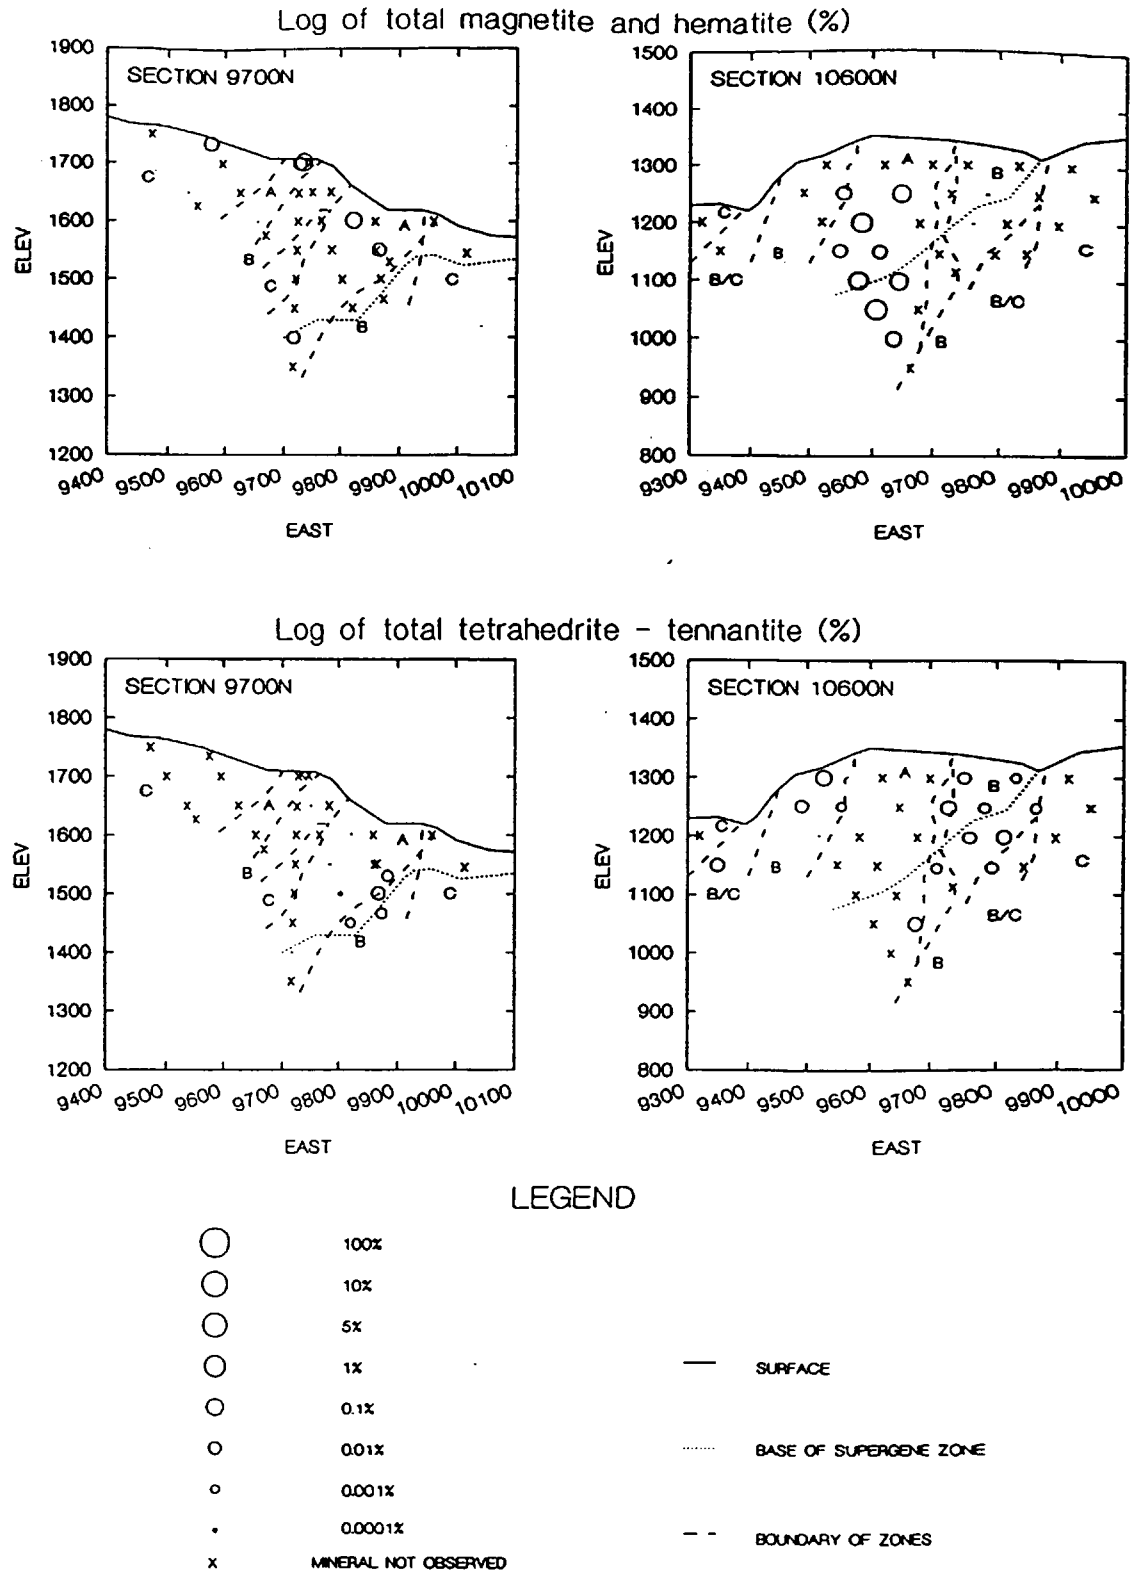 Log of total magnetite and hematite (%)
SECTION 9700N
SECTION 10600N
1900
1800
1700
1600
1500
1400
1300
1200
ELEV
C
A
B
C
A
B
C
9400 9500 9600 9700 9800 9900 10000 10100
EAST
1500
1400
1300
1200
1100
1000
900
800
ELEV
C
B/C
B
A
B
B
B/C
C
9300 9400 9500 9600 9700 9800 9900 10000
EAST
Log of total tetrahedrite - tennantite (%)
SECTION 9700N
SECTION 10600N
1900
1800
1700
1600
1500
1400
1300
1200
ELEV
C
A
B
C
A
B
C
9400 9500 9600 9700 9800 9900 10000 10100
EAST
1500
1400
1300
1200
1100
1000
900
800
ELEV
C
B/C
B
A
B
B
B/C
C
9300 9400 9500 9600 9700 9800 9900 10000
EAST
LEGEND
100%
10%
5%
1%
0.1%
0.01%
0.001%
0.0001%
x MINERAL NOT OBSERVED
SURFACE
BASE OF SUPERGENE ZONE
BOUNDARY OF ZONES